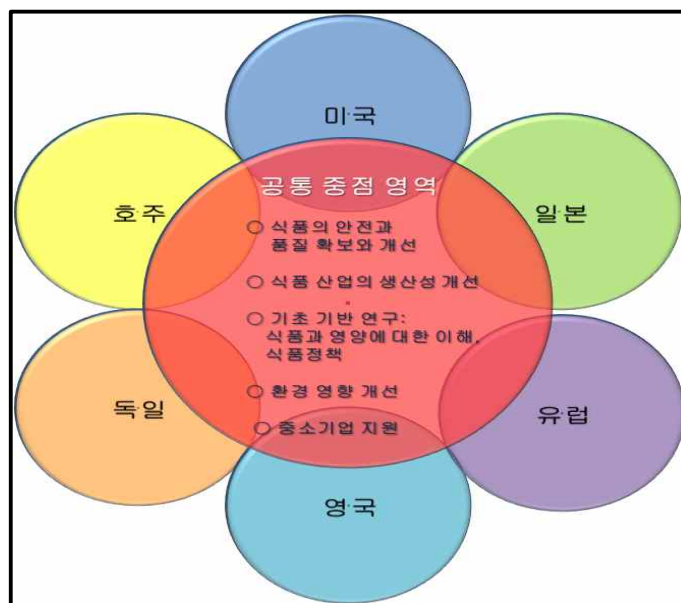 미국
호주
일본
공통 중점 영역
○ 식품의 안전과
품질 확보와 개선
○ 식품 산업의 생산성 개선
○ 기초 기반 연구:
식품과 영양에 대한 이해,
식품정책
○ 환경 영향 개선
○ 중소기업 지원
독일
유럽
영국